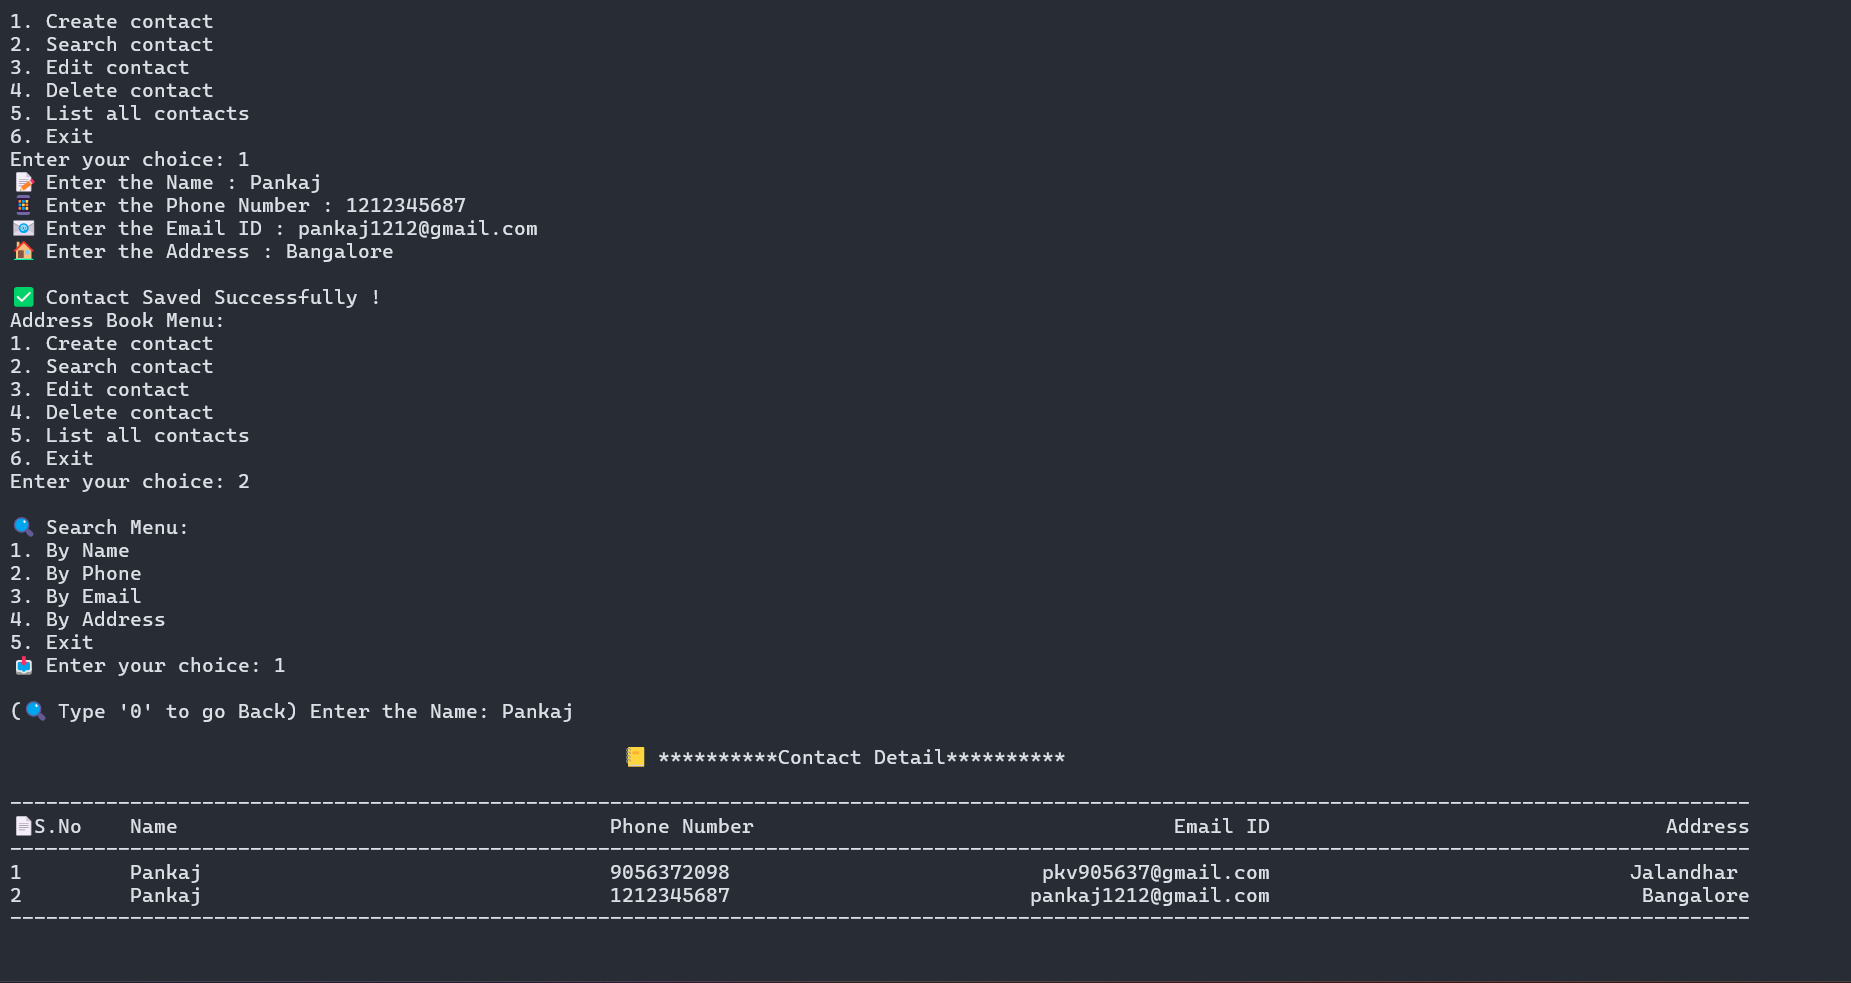 1. Create contact
2. Search contact
3. Edit contact
4. Delete contact
5. List all contacts
6. Exit
Enter your choice: 1
📝 Enter the Name : Pankaj
📱 Enter the Phone Number : 1212345687
📧 Enter the Email ID : pankaj1212@gmail.com
🏠 Enter the Address : Bangalore
✅ Contact Saved Successfully !
Address Book Menu:
1. Create contact
2. Search contact
3. Edit contact
4. Delete contact
5. List all contacts
6. Exit
Enter your choice: 2
🔍 Search Menu:
1. By Name
2. By Phone
3. By Email
4. By Address
5. Exit
📥 Enter your choice: 1
(🔍 Type '0' to go Back) Enter the Name: Pankaj
📒 **********Contact Detail**********
-------------------------------------------------------------------------------------------------------------------------------------------------
📄S.No    Name                                    Phone Number                                   Email ID                                 Address
-------------------------------------------------------------------------------------------------------------------------------------------------
1         Pankaj                                  9056372098                          pkv905637@gmail.com                              Jalandhar
2         Pankaj                                  1212345687                         pankaj1212@gmail.com                               Bangalore
-------------------------------------------------------------------------------------------------------------------------------------------------